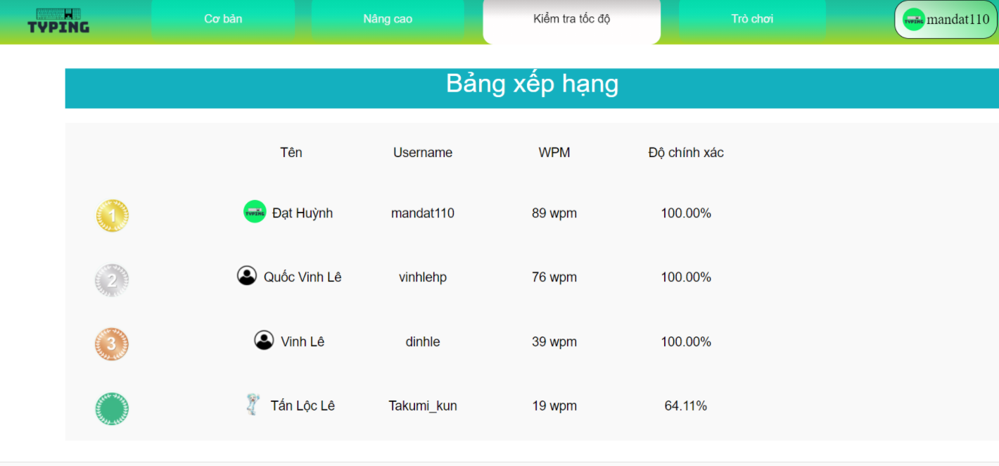 TYPING Cơ bản Nâng cao Kiểm tra tốc độ Trò chơi TYPING mandat110
Bảng xếp hạng
Tên Username WPM Độ chính xác
1 TYPING Đạt Huỳnh mandat110 89 wpm 100.00%
2 Quốc Vinh Lê vinhlehp 76 wpm 100.00%
3 Vinh Lê dinhle 39 wpm 100.00%
Tấn Lộc Lê Takumi_kun 19 wpm 64.11%